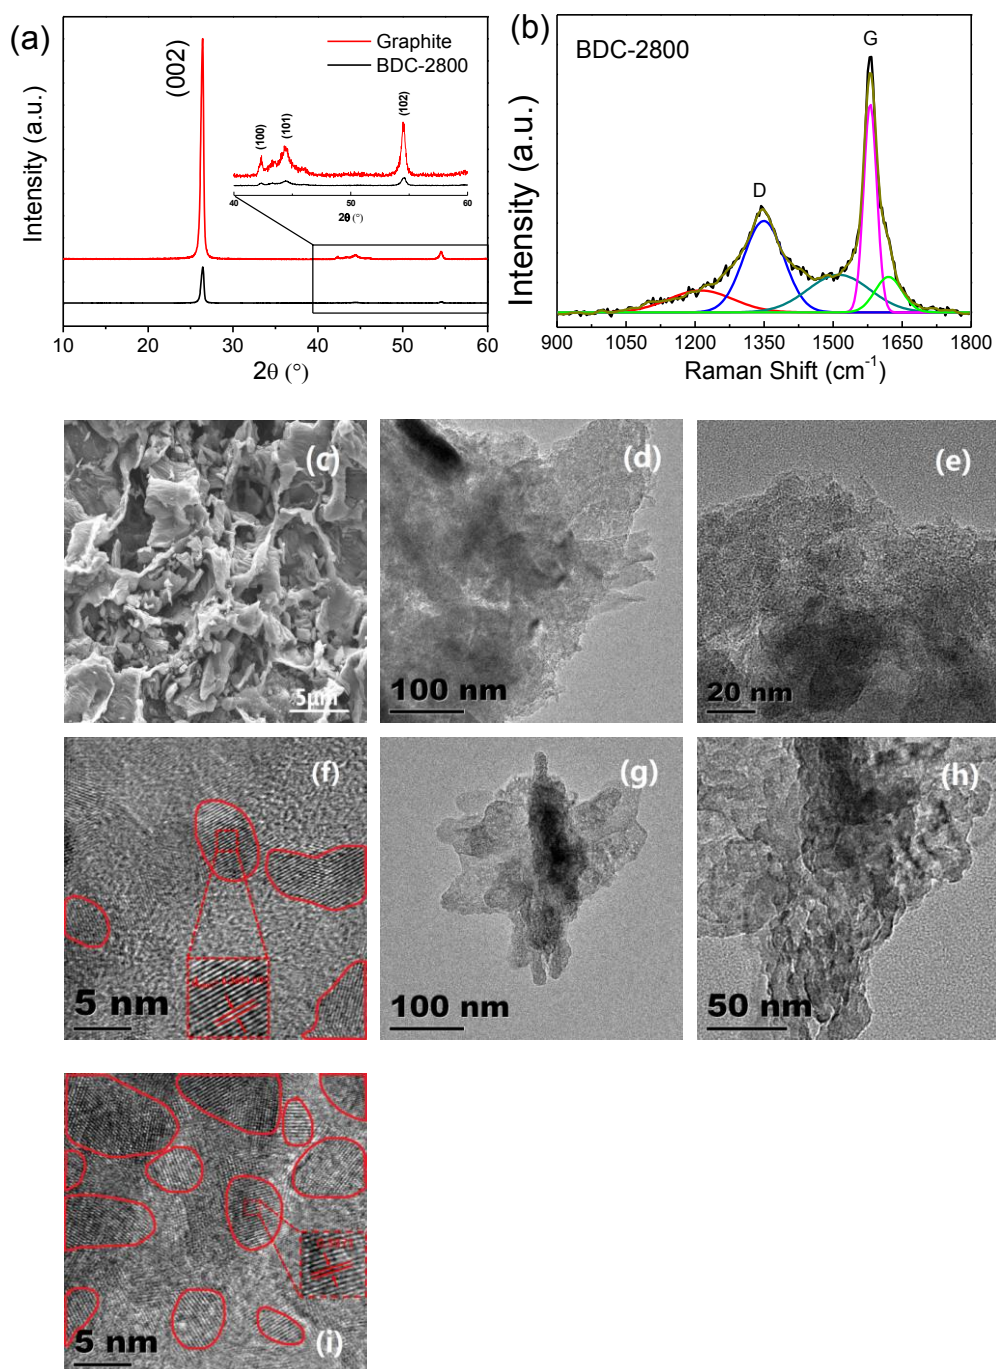 (a)
Graphite
BDC-2800
(002)
(100)
(101)
(102)
40
50
60
2θ (°)
Intensity (a.u.)
10
20
30
40
50
60
2θ (°)
(b)
BDC-2800
G
D
Intensity (a.u.)
900
1050
1200
1350
1500
1650
1800
Raman Shift (cm⁻¹)
(c)
5μm
(d)
100 nm
(e)
20 nm
(f)
5 nm
(g)
100 nm
(h)
50 nm
5 nm
(i)